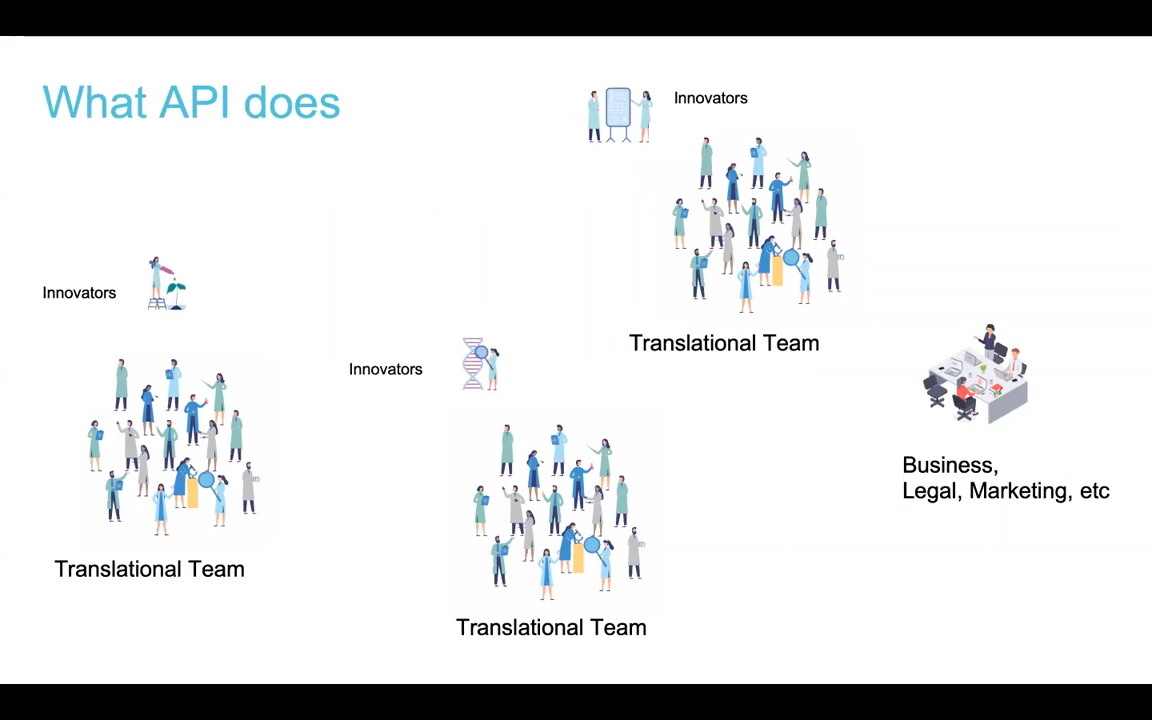 What API does
Innovators
Innovators
Innovators
Translational Team
Business,
Legal, Marketing, etc
Translational Team
Translational Team